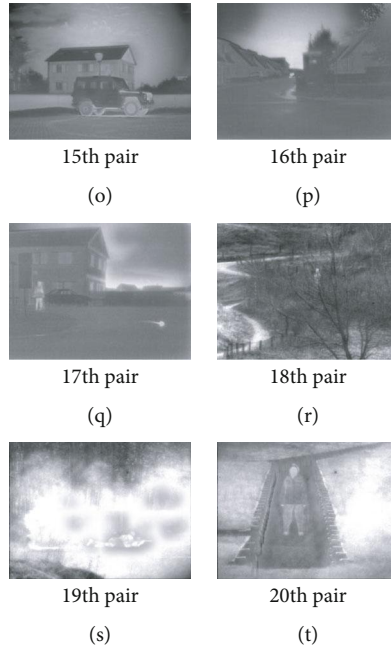 15th pair
16th pair
(o)
(p)
17th pair
18th pair
(q)
(r)
19th pair
20th pair
(s)
(t)